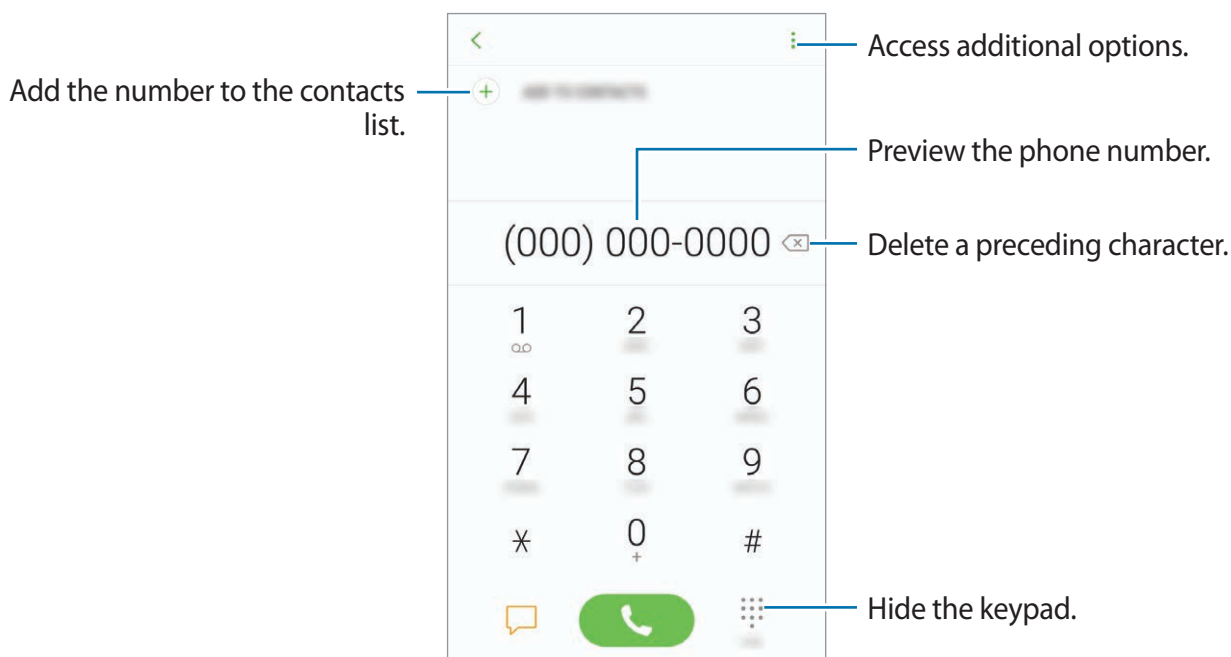 Access additional options.
Add the number to the contacts
list.
Preview the phone number.
(000) 000-0000
Delete a preceding character.
1 2 3
4 5 6
7 8 9
* 0 #
+
Hide the keypad.